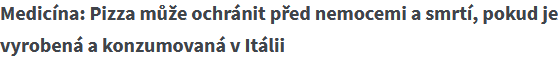 Medicína: Pizza může ochránit před nemocemi a smrtí, pokud je
vyrobená a konzumovaná v Itálii